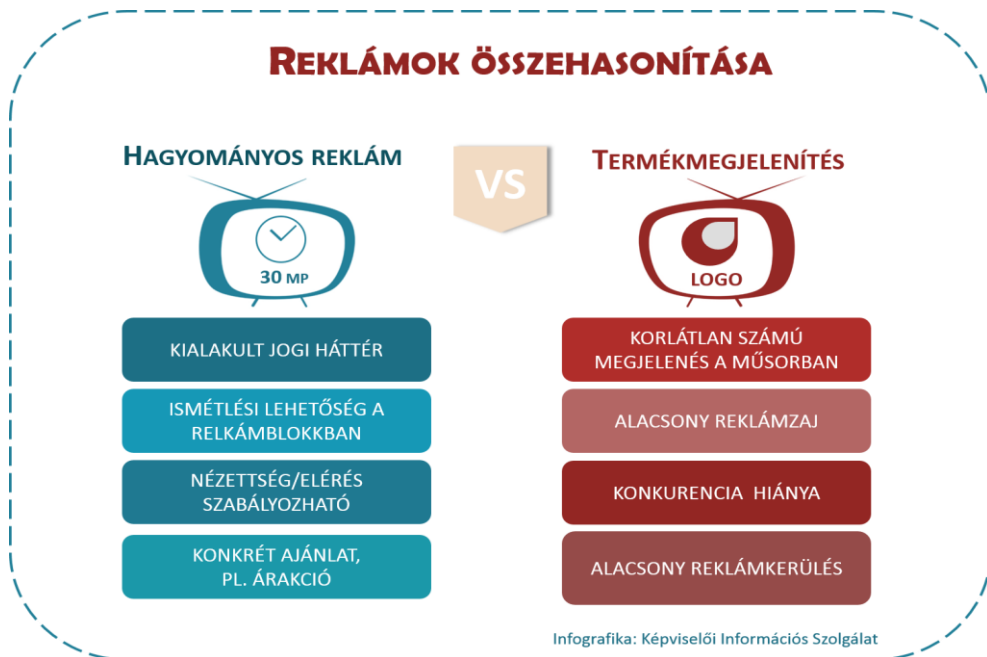 REKLÁMOK ÖSSZEHASONÍTÁSA
HAGYOMÁNYOS REKLÁM
30 MP
KIALAKULT JOGI HÁTTÉR
ISMÉTLÉSI LEHETŐSÉG A
RELKÁMBLOKKBAN
NÉZETTSÉG/ELÉRÉS
SZABÁLYOZHATÓ
KONKRÉT AJÁNLAT,
PL. ÁRAKCIÓ
VS
TERMÉKMEGJELENÍTÉS
LOGO
KORLÁTLAN SZÁMÚ
MEGJELENÉS A MŰSORBAN
ALACSONY REKLÁMZAJ
KONKURENCIA HIÁNYA
ALACSONY REKLÁMKERÜLÉS
Infografika: Képviselői Információs Szolgálat